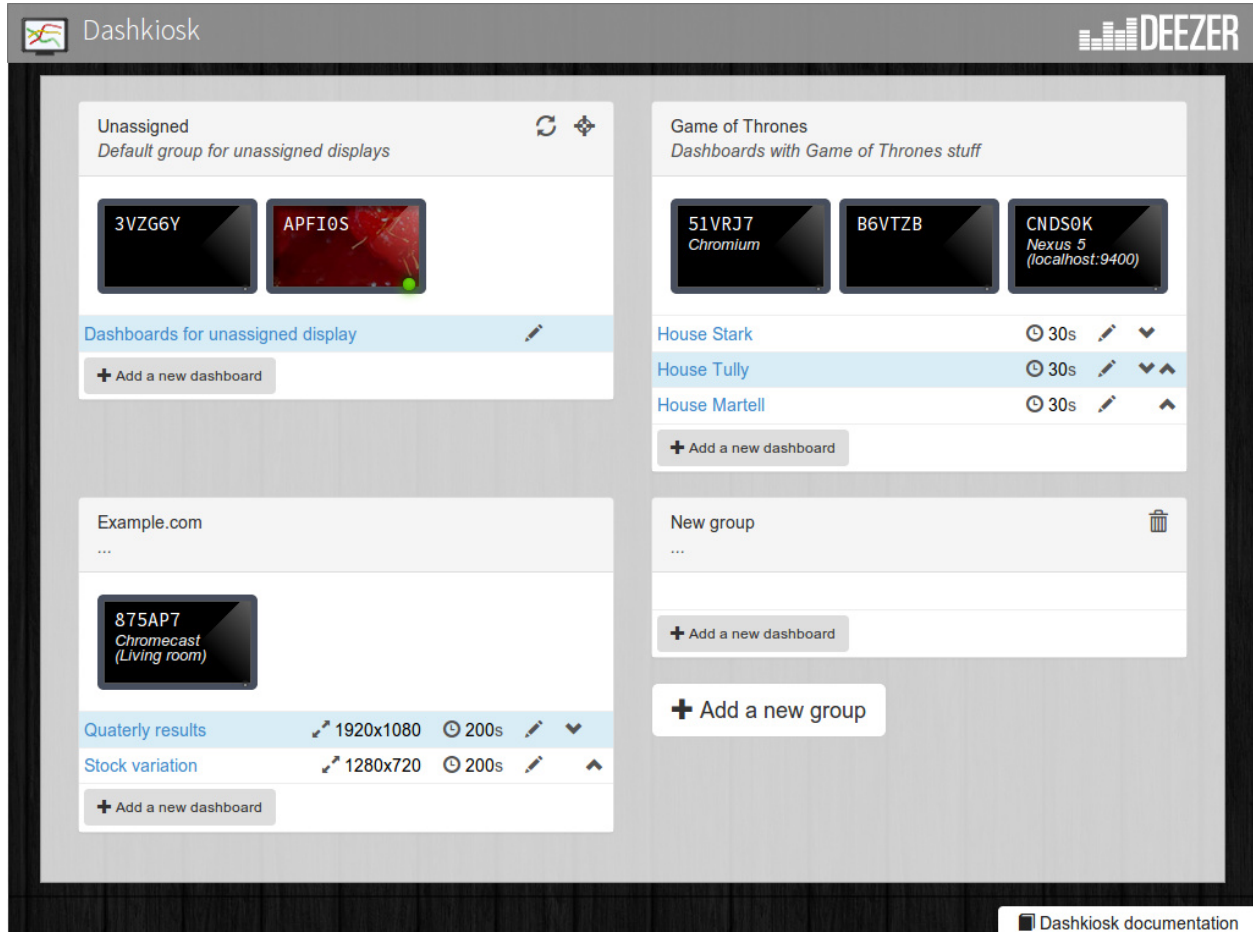 Dashkiosk
DEEZER
Unassigned
Default group for unassigned displays
3VZG6Y
APFI0S
Dashboards for unassigned display
Add a new dashboard
Game of Thrones
Dashboards with Game of Thrones stuff
51VRJ7
Chromium
B6VTZB
CNDS0K
Nexus 5
(localhost:9400)
House Stark 30s
House Tully 30s
House Martell 30s
Add a new dashboard
Example.com
...
875AP7
Chromecast
(Living room)
Quaterly results 1920x1080 200s
Stock variation 1280x720 200s
Add a new dashboard
New group
...
Add a new dashboard
Add a new group
Dashkiosk documentation